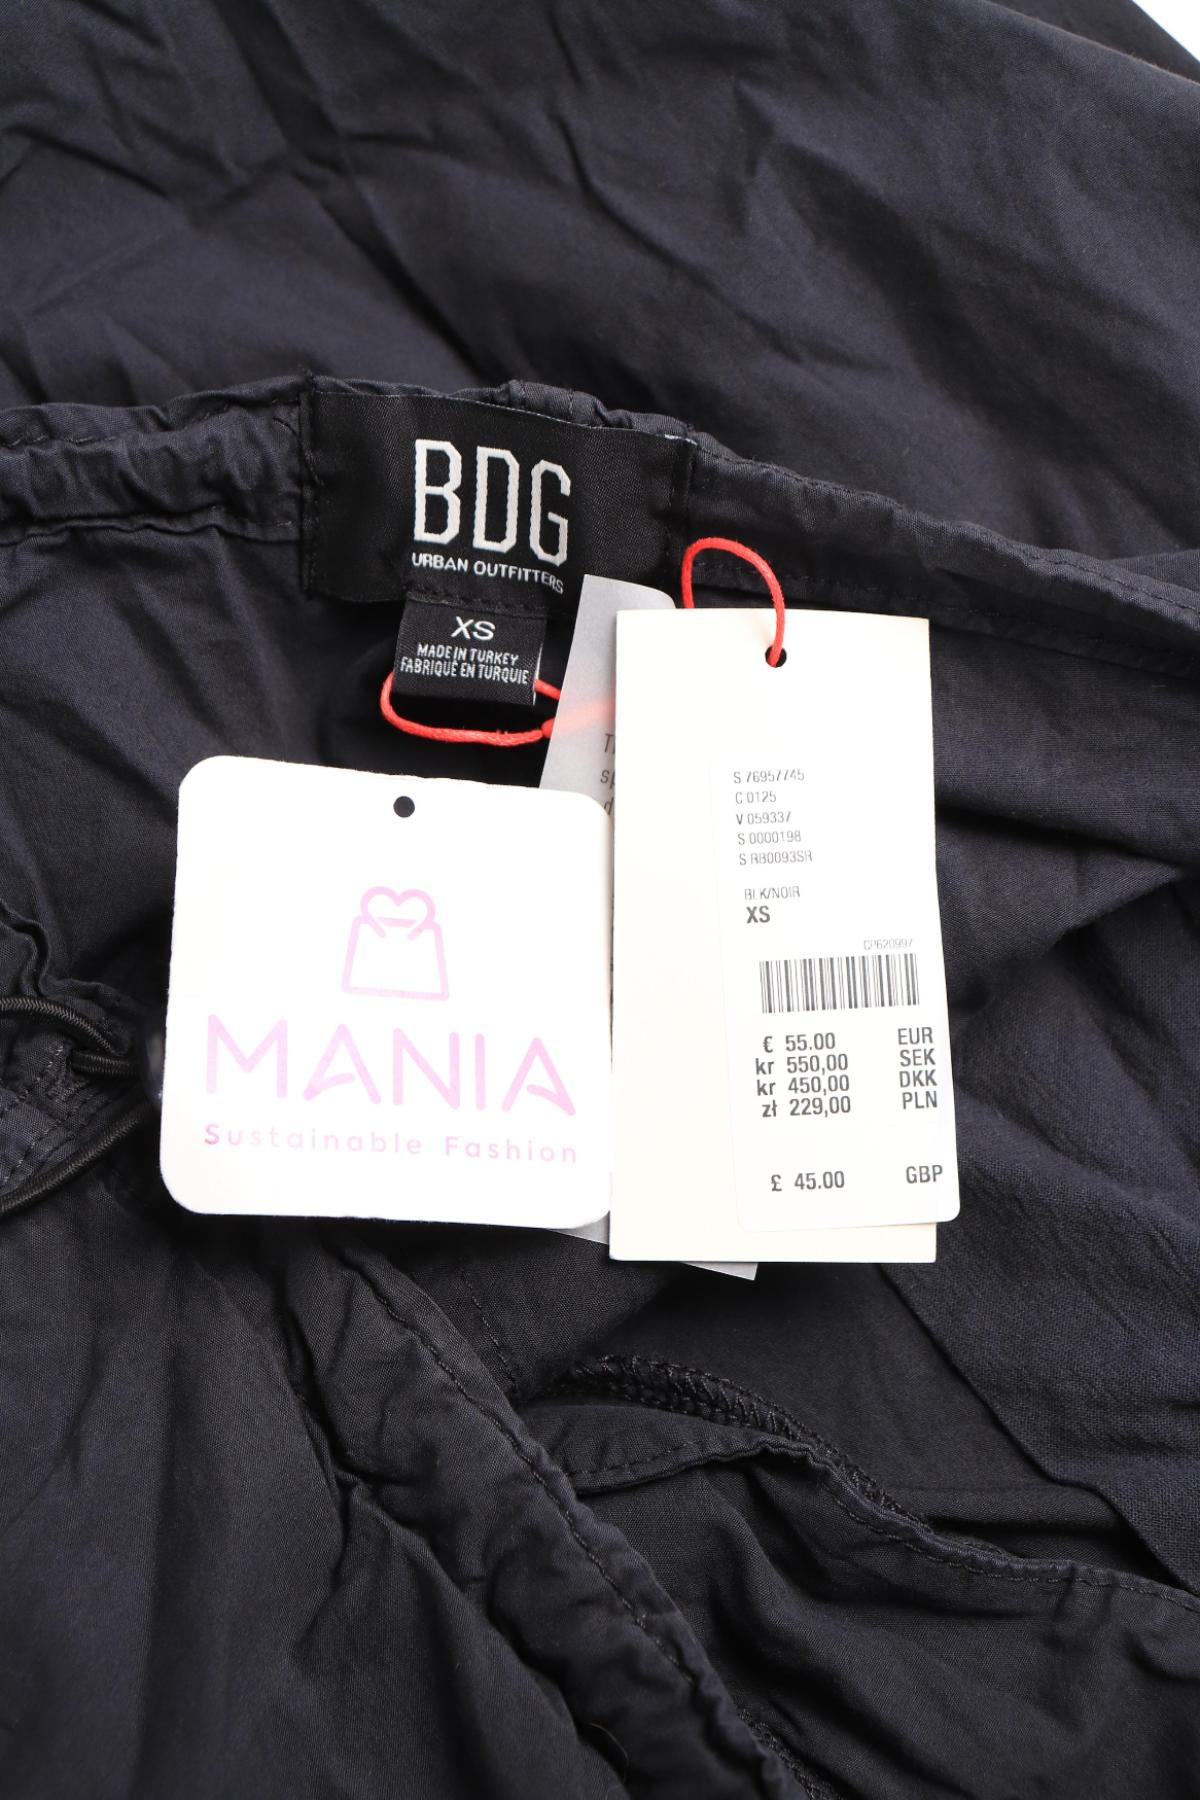 BDG
URBAN OUTFITTERS
XS
MADE IN TURKEY
FABRIQUÉ EN TURQUIE
MANIA
Sustainable Fashion
S 76957745
C 0125
V 059337
S 0000198
S RB0093SR
BLK/NOIR
XS
CP620997
€ 55.00 EUR
kr 550,00 SEK
kr 450,00 DKK
zł 229,00 PLN
£ 45.00 GBP